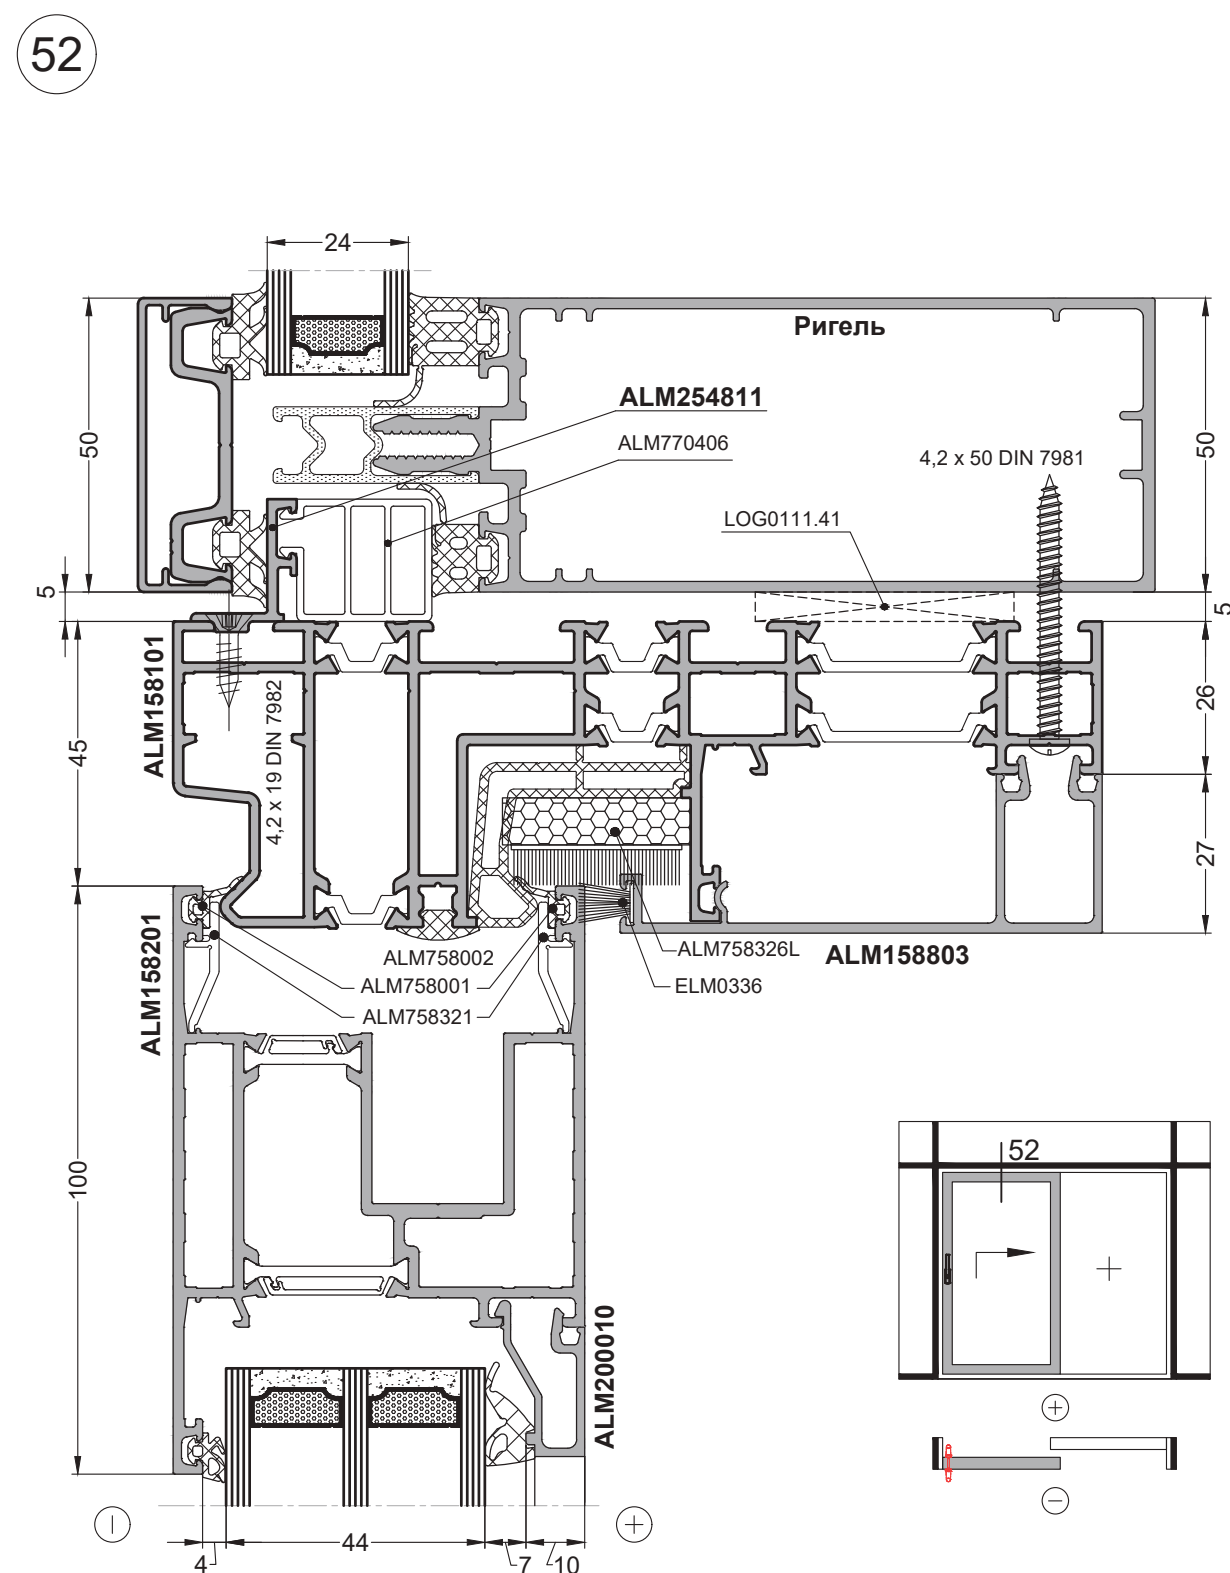 52
24
Ригель
ALM254811
ALM770406
50
50
4,2 x 50 DIN 7981
LOG0111.41
5
5
ALM158101
4,2 x 19 DIN 7982
45
26
27
ALM158201
ALM758002
ALM758001
ALM758321
ALM758326L
ELM0336
ALM158803
100
ALM200010
52
+
−
− +
4 44 7 10